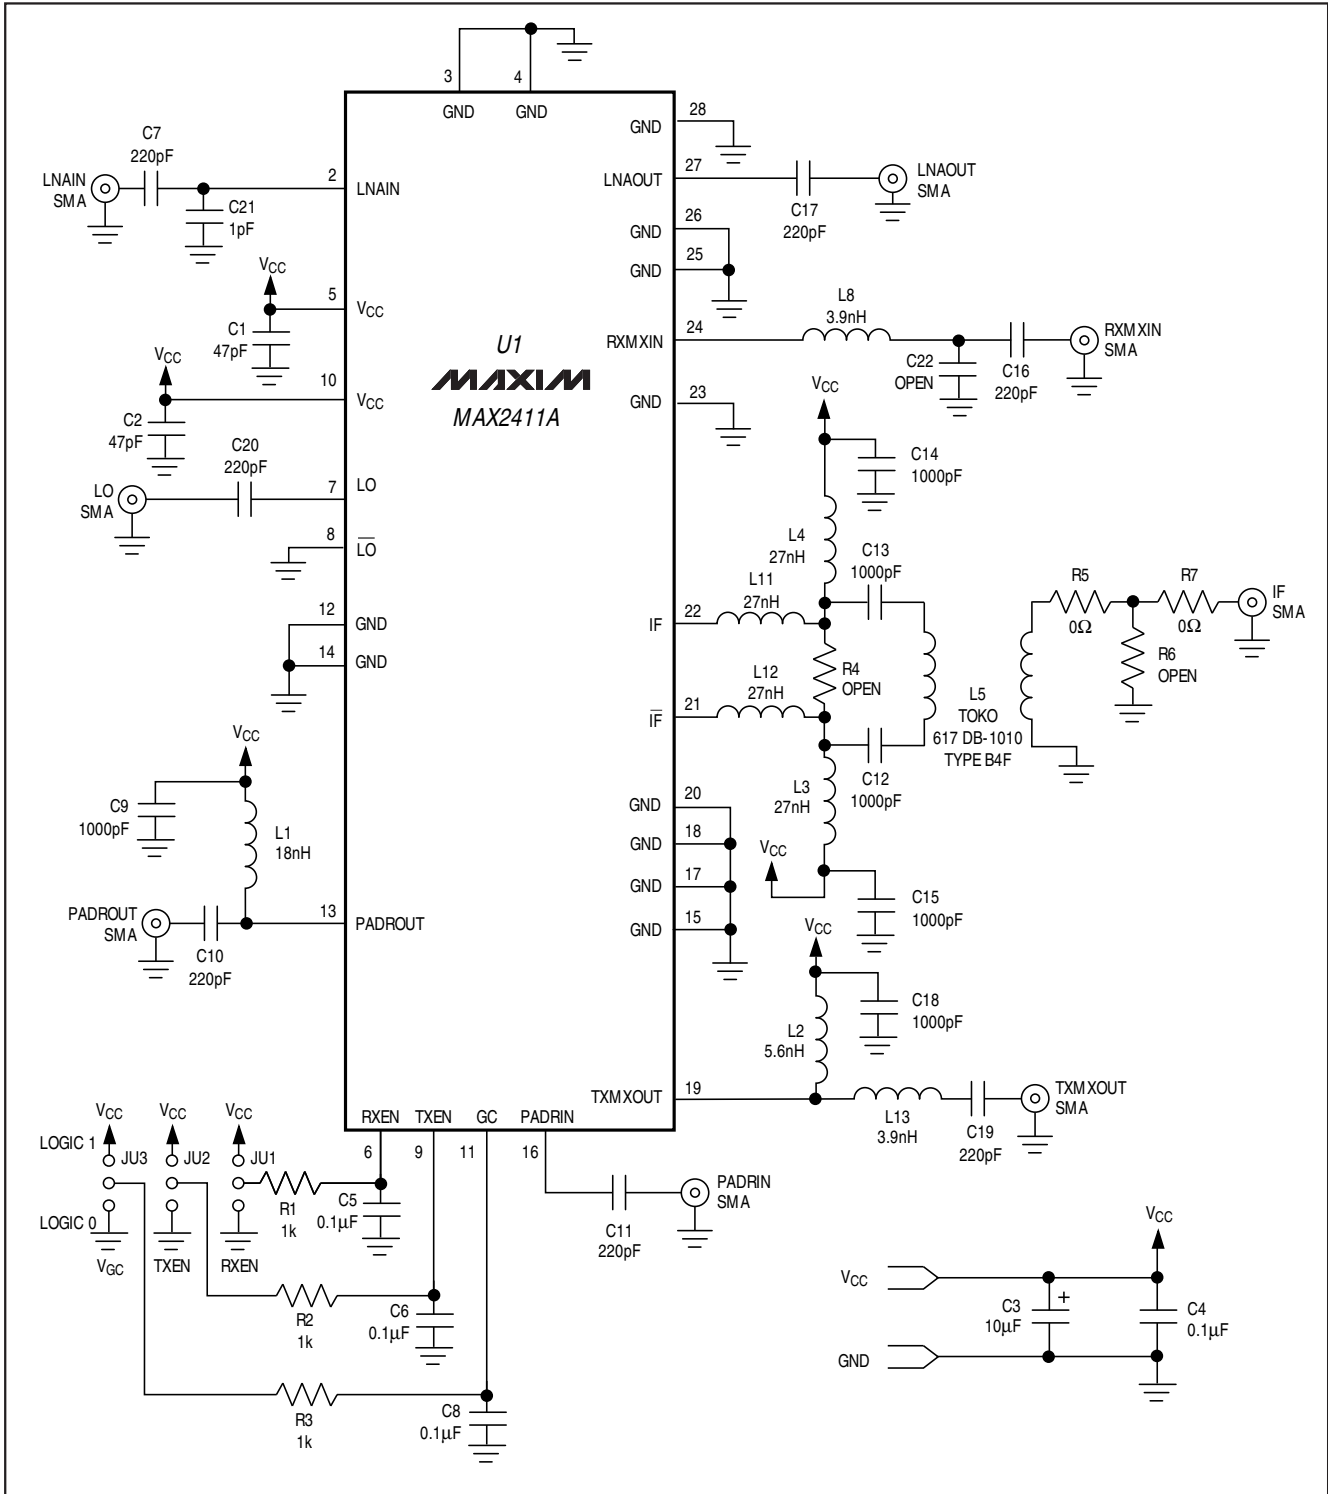 3
4
GND
GND
28
GND
C7
220pF
LNAIN
SMA
2
LNAIN
C21
1pF
27
LNAOUT
C17
220pF
LNAOUT
SMA
26
GND
25
GND
VCC
5
VCC
C1
47pF
VCC
10
VCC
C2
47pF
U1
MAXIM
MAX2411A
24
RXMXIN
L8
3.9nH
C22
OPEN
C16
220pF
RXMXIN
SMA
23
GND
VCC
C14
1000pF
C20
220pF
LO
SMA
7
LO
8
LO
12
GND
14
GND
L4
27nH
C13
1000pF
L11
27nH
22
IF
R4
OPEN
L12
27nH
21
IF
L5
TOKO
617 DB-1010
TYPE B4F
R5
0Ω
R7
0Ω
R6
OPEN
IF
SMA
L3
27nH
C12
1000pF
VCC
C15
1000pF
20
GND
18
GND
17
GND
15
GND
VCC
C9
1000pF
L1
18nH
PADROUT
SMA
C10
220pF
13
PADROUT
VCC
C18
1000pF
L2
5.6nH
19
TXMXOUT
L13
3.9nH
C19
220pF
TXMXOUT
SMA
RXEN
TXEN
GC
PADRIN
6
9
11
16
VCC
VCC
VCC
LOGIC 1
JU3
JU2
JU1
LOGIC 0
VGC
TXEN
RXEN
R1
1k
C5
0.1µF
R2
1k
C6
0.1µF
R3
1k
C8
0.1µF
C11
220pF
PADRIN
SMA
VCC
VCC
C3
10µF
+
C4
0.1µF
GND